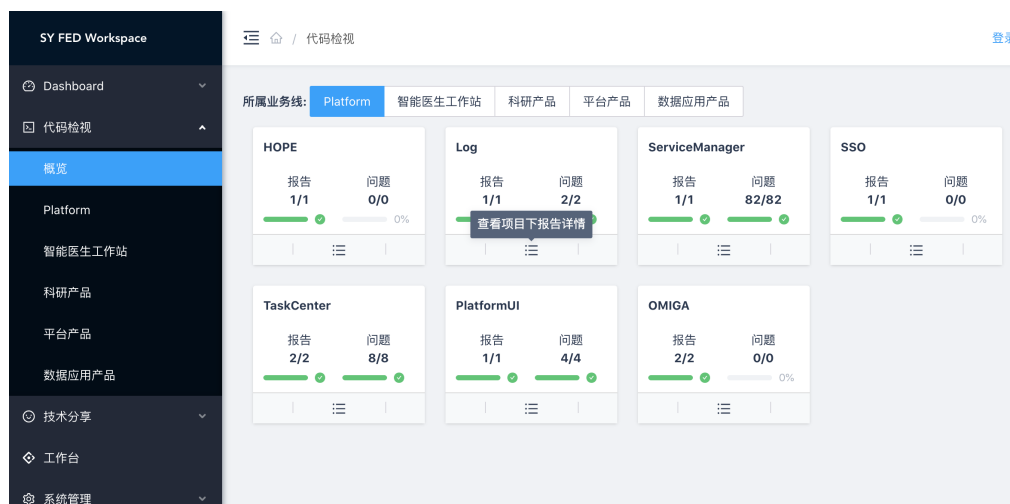 SY FED Workspace
/ 代码检视
登录
Dashboard
代码检视
概览
Platform
智能医生工作站
科研产品
平台产品
数据应用产品
技术分享
工作台
系统管理
所属业务线: Platform 智能医生工作站 科研产品 平台产品 数据应用产品
HOPE
报告 问题
1/1 0/0
0%
Log
报告 问题
1/1 2/2
查看项目下报告详情
ServiceManager
报告 问题
1/1 82/82
SSO
报告 问题
1/1 0/0
0%
TaskCenter
报告 问题
2/2 8/8
PlatformUI
报告 问题
1/1 4/4
OMIGA
报告 问题
2/2 0/0
0%